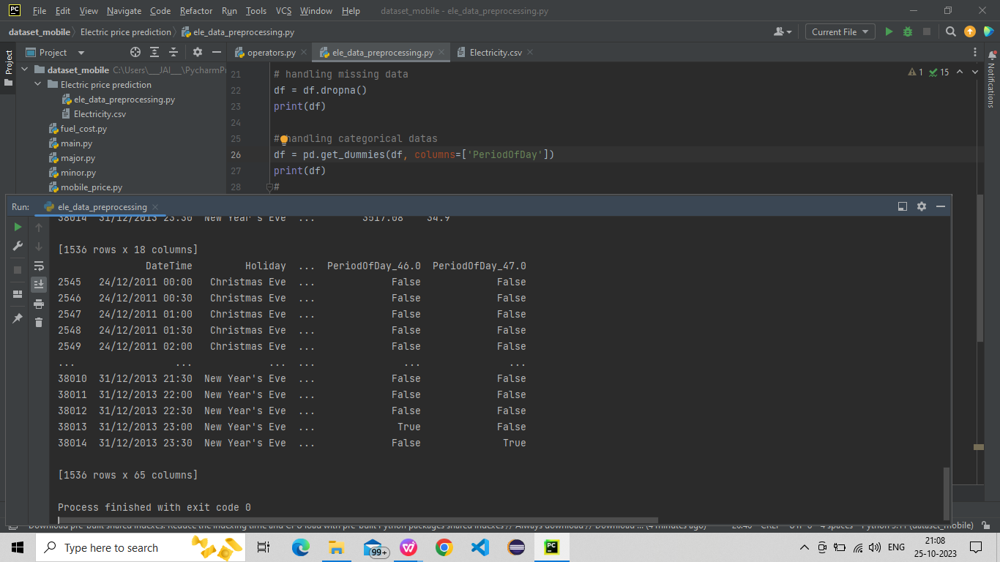 File Edit View Navigate Code Refactor Run Tools VCS Window Help dataset_mobile - ele_data_preprocessing.py
dataset_mobile Electric price prediction ele_data_preprocessing.py Current File
Project operators.py ele_data_preprocessing.py Electricity.csv
Project
Notifications
dataset_mobile C:\Users\__JAI__\PycharmPr
Electric price prediction
ele_data_preprocessing.py
Electricity.csv
fuel_cost.py
main.py
major.py
minor.py
mobile_price.py
1 15
21 # handling missing data
22 df = df.dropna()
23 print(df)
24
25 # handling categorical datas
26 df = pd.get_dummies(df, columns=['PeriodOfDay'])
27 print(df)
28 #
Run: ele_data_preprocessing
38014 31/12/2013 23:30 New Year's Eve ... 3517.08 34.9
[1536 rows x 18 columns]
DateTime Holiday ... PeriodOfDay_46.0 PeriodOfDay_47.0
2545 24/12/2011 00:00 Christmas Eve ... False False
2546 24/12/2011 00:30 Christmas Eve ... False False
2547 24/12/2011 01:00 Christmas Eve ... False False
2548 24/12/2011 01:30 Christmas Eve ... False False
2549 24/12/2011 02:00 Christmas Eve ... False False
... ... ... ... ... ...
38010 31/12/2013 21:30 New Year's Eve ... False False
38011 31/12/2013 22:00 New Year's Eve ... False False
38012 31/12/2013 22:30 New Year's Eve ... False False
38013 31/12/2013 23:00 New Year's Eve ... True False
38014 31/12/2013 23:30 New Year's Eve ... False True
[1536 rows x 65 columns]
Process finished with exit code 0
Download pre-built shared indexes: Reduce the indexing time and CPU load with pre-built Python packages shared indexes // Always download // Download ... (4 minutes ago) CRLF UTF-8 4 spaces Python 3.11 (dataset_mobile)
Type here to search 99+ ENG 21:08
25-10-2023